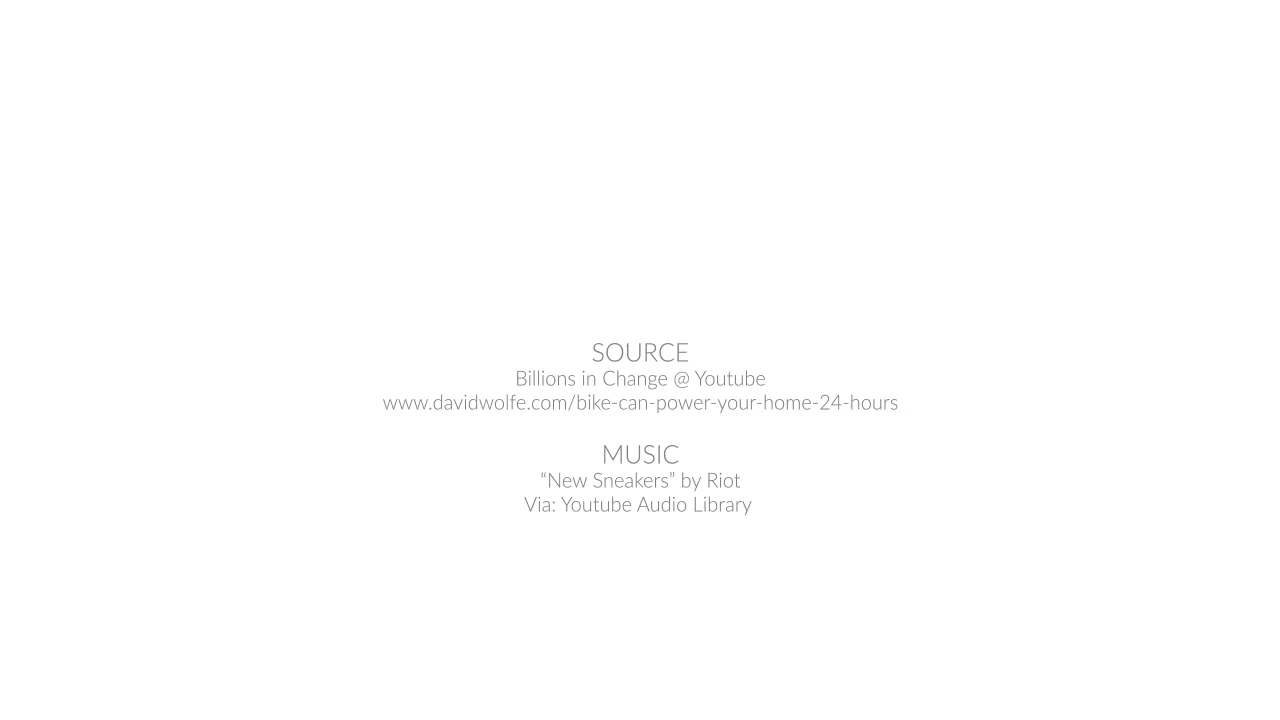 SOURCE
Billions in Change @ Youtube
www.davidwolfe.com/bike-can-power-your-home-24-hours
MUSIC
“New Sneakers” by Riot
Via: Youtube Audio Library